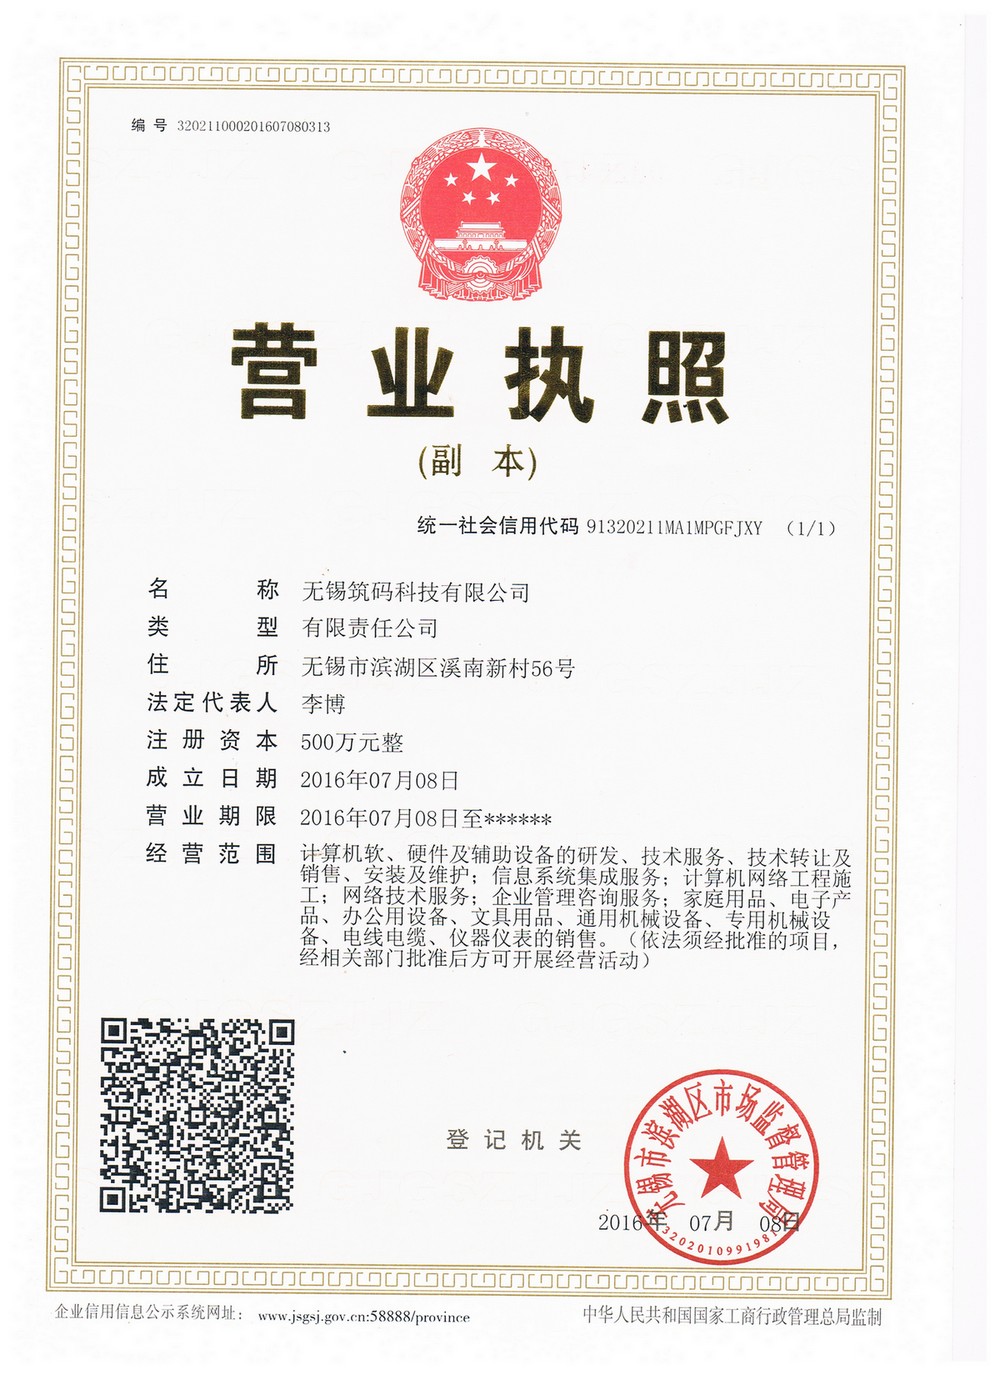 编号 320211000201607080313
营业执照
(副 本)
统一社会信用代码 91320211MA1MPGFJXY (1/1)
名称 无锡筑码科技有限公司
类型 有限责任公司
住所 无锡市滨湖区溪南新村56号
法定代表人 李博
注册资本 500万元整
成立日期 2016年07月08日
营业期限 2016年07月08日至******
经营范围 计算机软、硬件及辅助设备的研发、技术服务、技术转让及
销售、安装及维护；信息系统集成服务；计算机网络工程施
工；网络技术服务；企业管理咨询服务；家庭用品、电子产
品、办公用设备、文具用品、通用机械设备、专用机械设
备、电线电缆、仪器仪表的销售。（依法须经批准的项目，
经相关部门批准后方可开展经营活动）
登记机关
无锡市滨湖区市场监督管理局
3202010991981
2016年 07月 08日
企业信用信息公示系统网址： www.jsgsj.gov.cn:58888/province
中华人民共和国国家工商行政管理总局监制